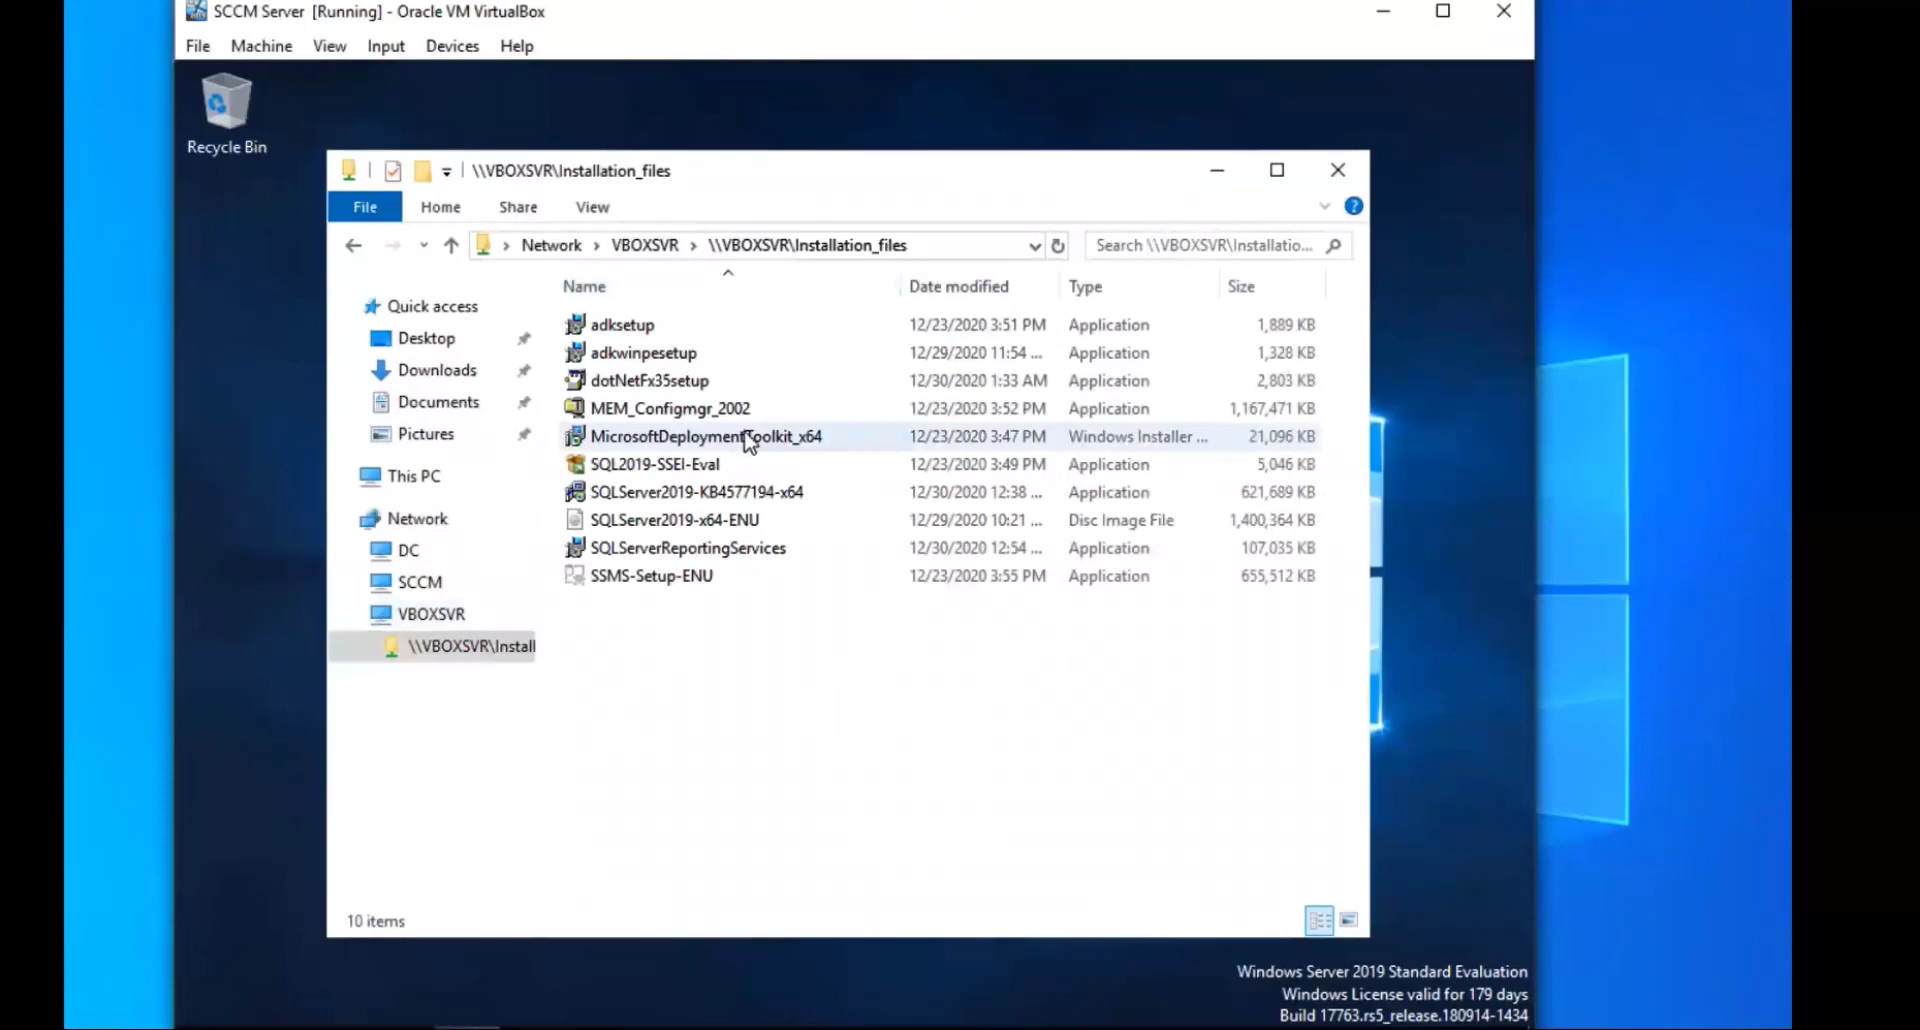 SCCM Server [Running] - Oracle VM VirtualBox
File Machine View Input Devices Help
Recycle Bin
\\VBOXSVR\Installation_files
File Home Share View
Network VBOXSVR \\VBOXSVR\Installation_files Search \\VBOXSVR\Installatio...
Name Date modified Type Size
Quick access
Desktop
Downloads
Documents
Pictures
This PC
Network
DC
SCCM
VBOXSVR
\\VBOXSVR\Install
adksetup 12/23/2020 3:51 PM Application 1,889 KB
adkwinpesetup 12/29/2020 11:54 ... Application 1,328 KB
dotNetFx35setup 12/30/2020 1:33 AM Application 2,803 KB
MEM_Configmgr_2002 12/23/2020 3:52 PM Application 1,167,471 KB
MicrosoftDeploymentToolkit_x64 12/23/2020 3:47 PM Windows Installer ... 21,096 KB
SQL2019-SSEI-Eval 12/23/2020 3:49 PM Application 5,046 KB
SQLServer2019-KB4577194-x64 12/30/2020 12:38 ... Application 621,689 KB
SQLServer2019-x64-ENU 12/29/2020 10:21 ... Disc Image File 1,400,364 KB
SQLServerReportingServices 12/30/2020 12:54 ... Application 107,035 KB
SSMS-Setup-ENU 12/23/2020 3:55 PM Application 655,512 KB
10 items
Windows Server 2019 Standard Evaluation
Windows License valid for 179 days
Build 17763.rs5_release.180914-1434